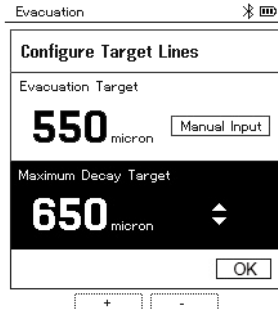 Evacuation
Configure Target Lines
Evacuation Target
550 micron
Manual Input
Maximum Decay Target
650 micron
OK
+ -